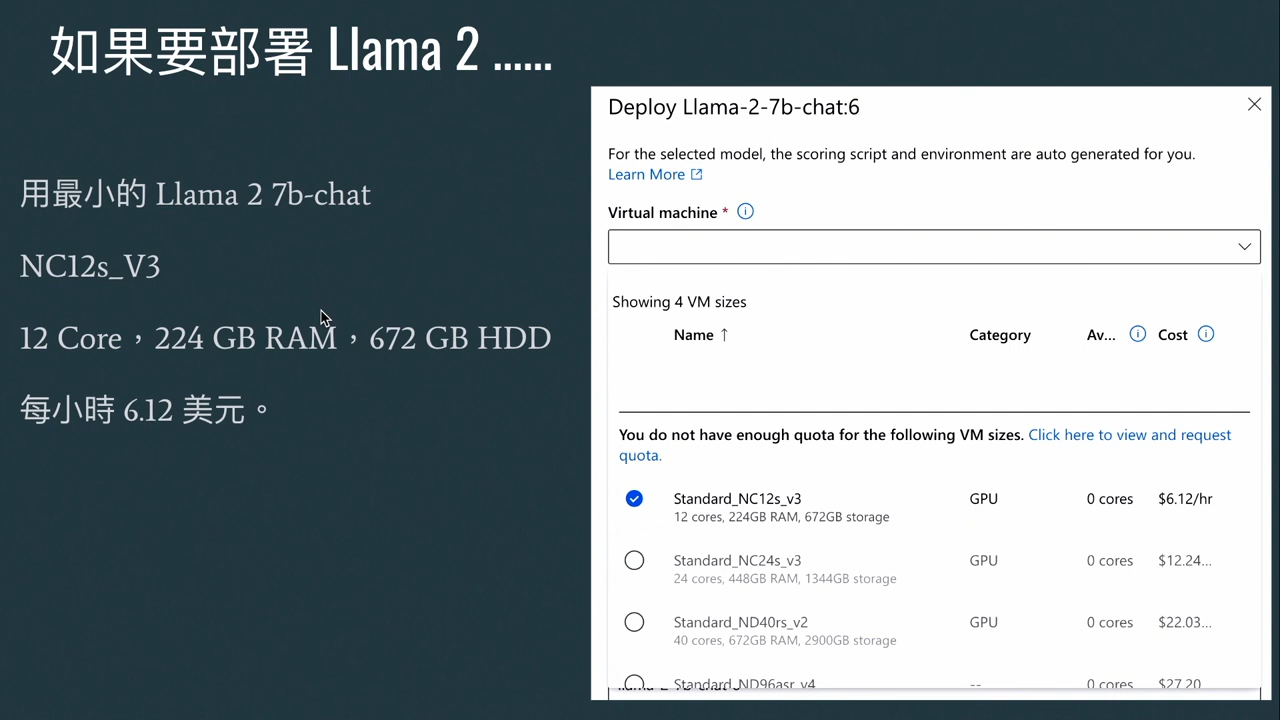 如果要部署 Llama 2 ......
用最小的 Llama 2 7b-chat
NC12s_V3
12 Core，224 GB RAM，672 GB HDD
每小時 6.12 美元。
Deploy Llama-2-7b-chat:6
For the selected model, the scoring script and environment are auto generated for you.
Learn More
Virtual machine *
Showing 4 VM sizes
Name ↑ Category Av... Cost
You do not have enough quota for the following VM sizes. Click here to view and request
quota.
Standard_NC12s_v3 GPU 0 cores $6.12/hr
12 cores, 224GB RAM, 672GB storage
Standard_NC24s_v3 GPU 0 cores $12.24...
24 cores, 448GB RAM, 1344GB storage
Standard_ND40rs_v2 GPU 0 cores $22.03...
40 cores, 672GB RAM, 2900GB storage
Standard_ND96asr_v4 -- 0 cores $27.20